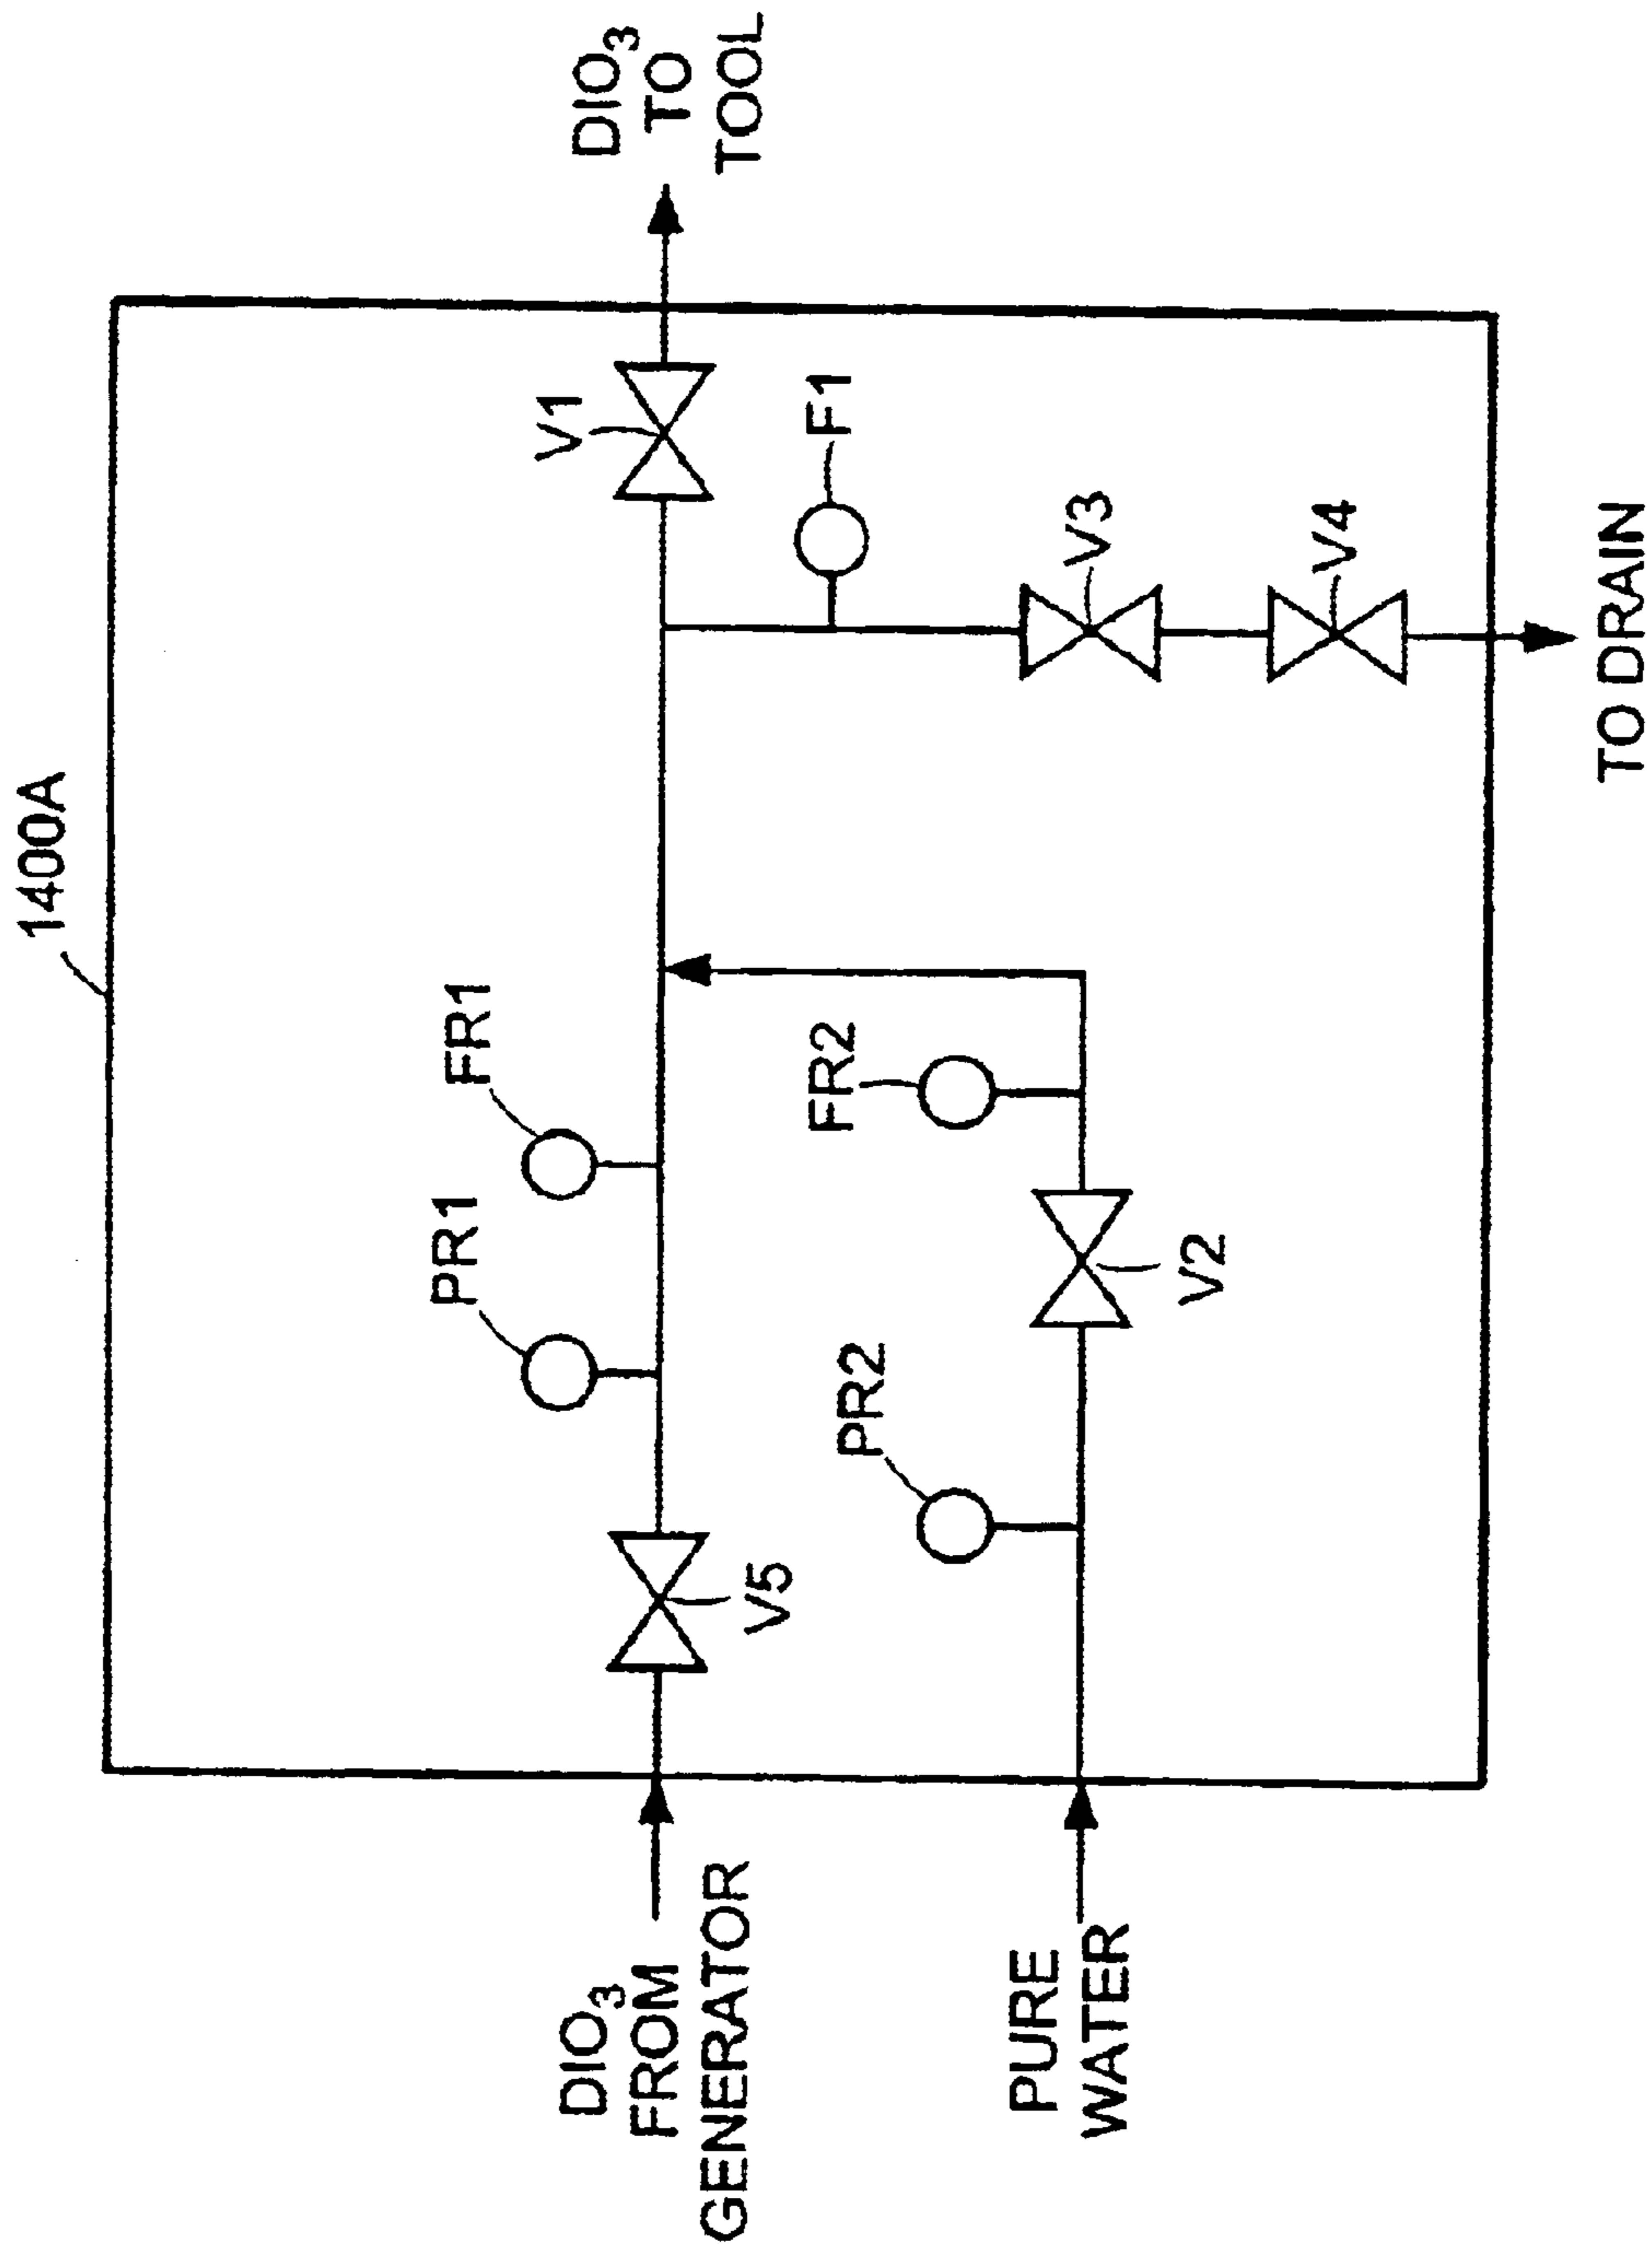 1400A
DIO3
TO
TOOL
V1
F1
V3
V4
TO DRAIN
FR1
PR1
FR2
PR2
V2
V5
DIO3
FROM
GENERATOR
PURE
WATER